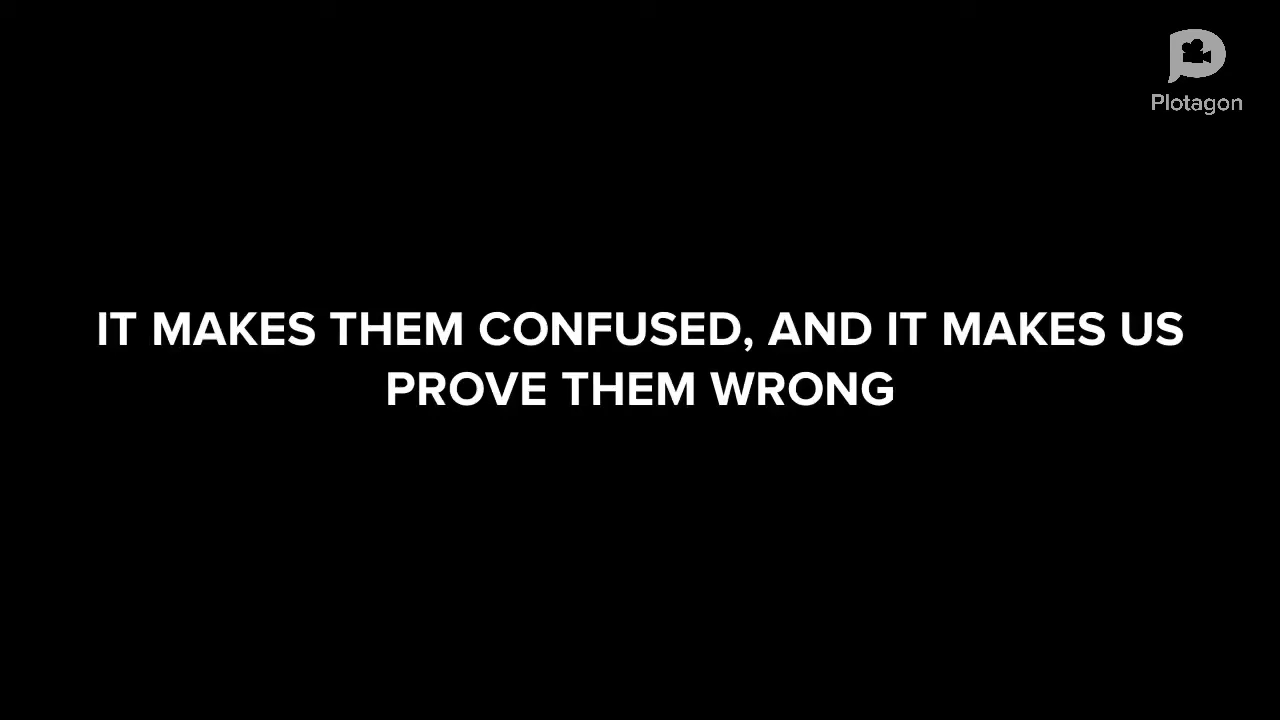 Plotagon
IT MAKES THEM CONFUSED, AND IT MAKES US
PROVE THEM WRONG